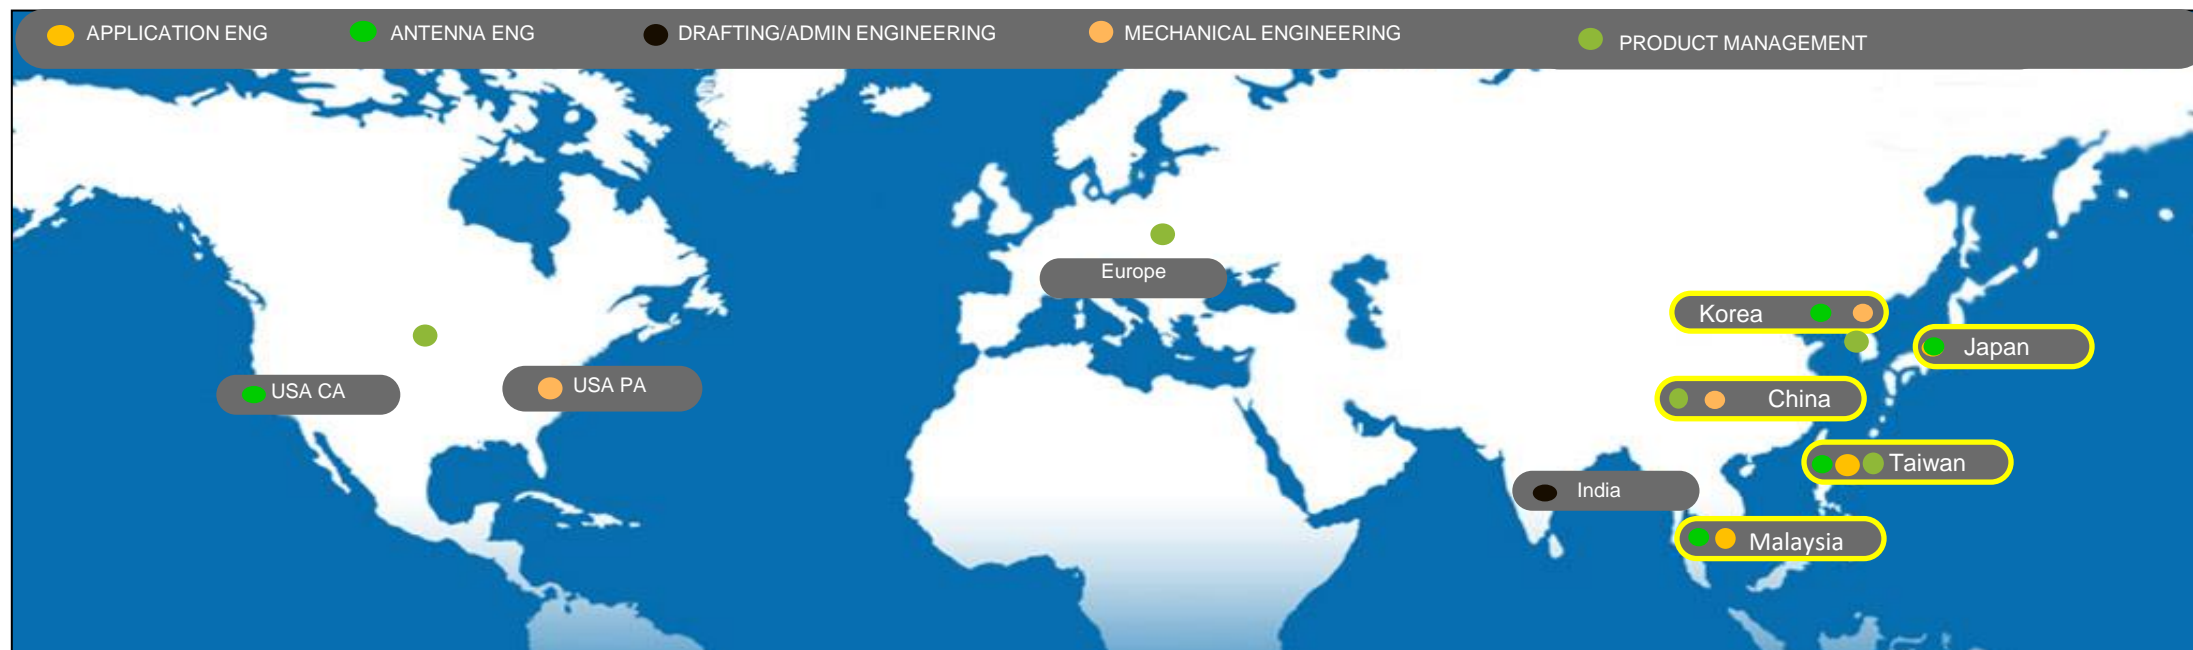 APPLICATION ENG
ANTENNA ENG
DRAFTING/ADMIN ENGINEERING
MECHANICAL ENGINEERING
PRODUCT MANAGEMENT
Europe
Korea
Japan
USA CA
USA PA
China
Taiwan
India
Malaysia